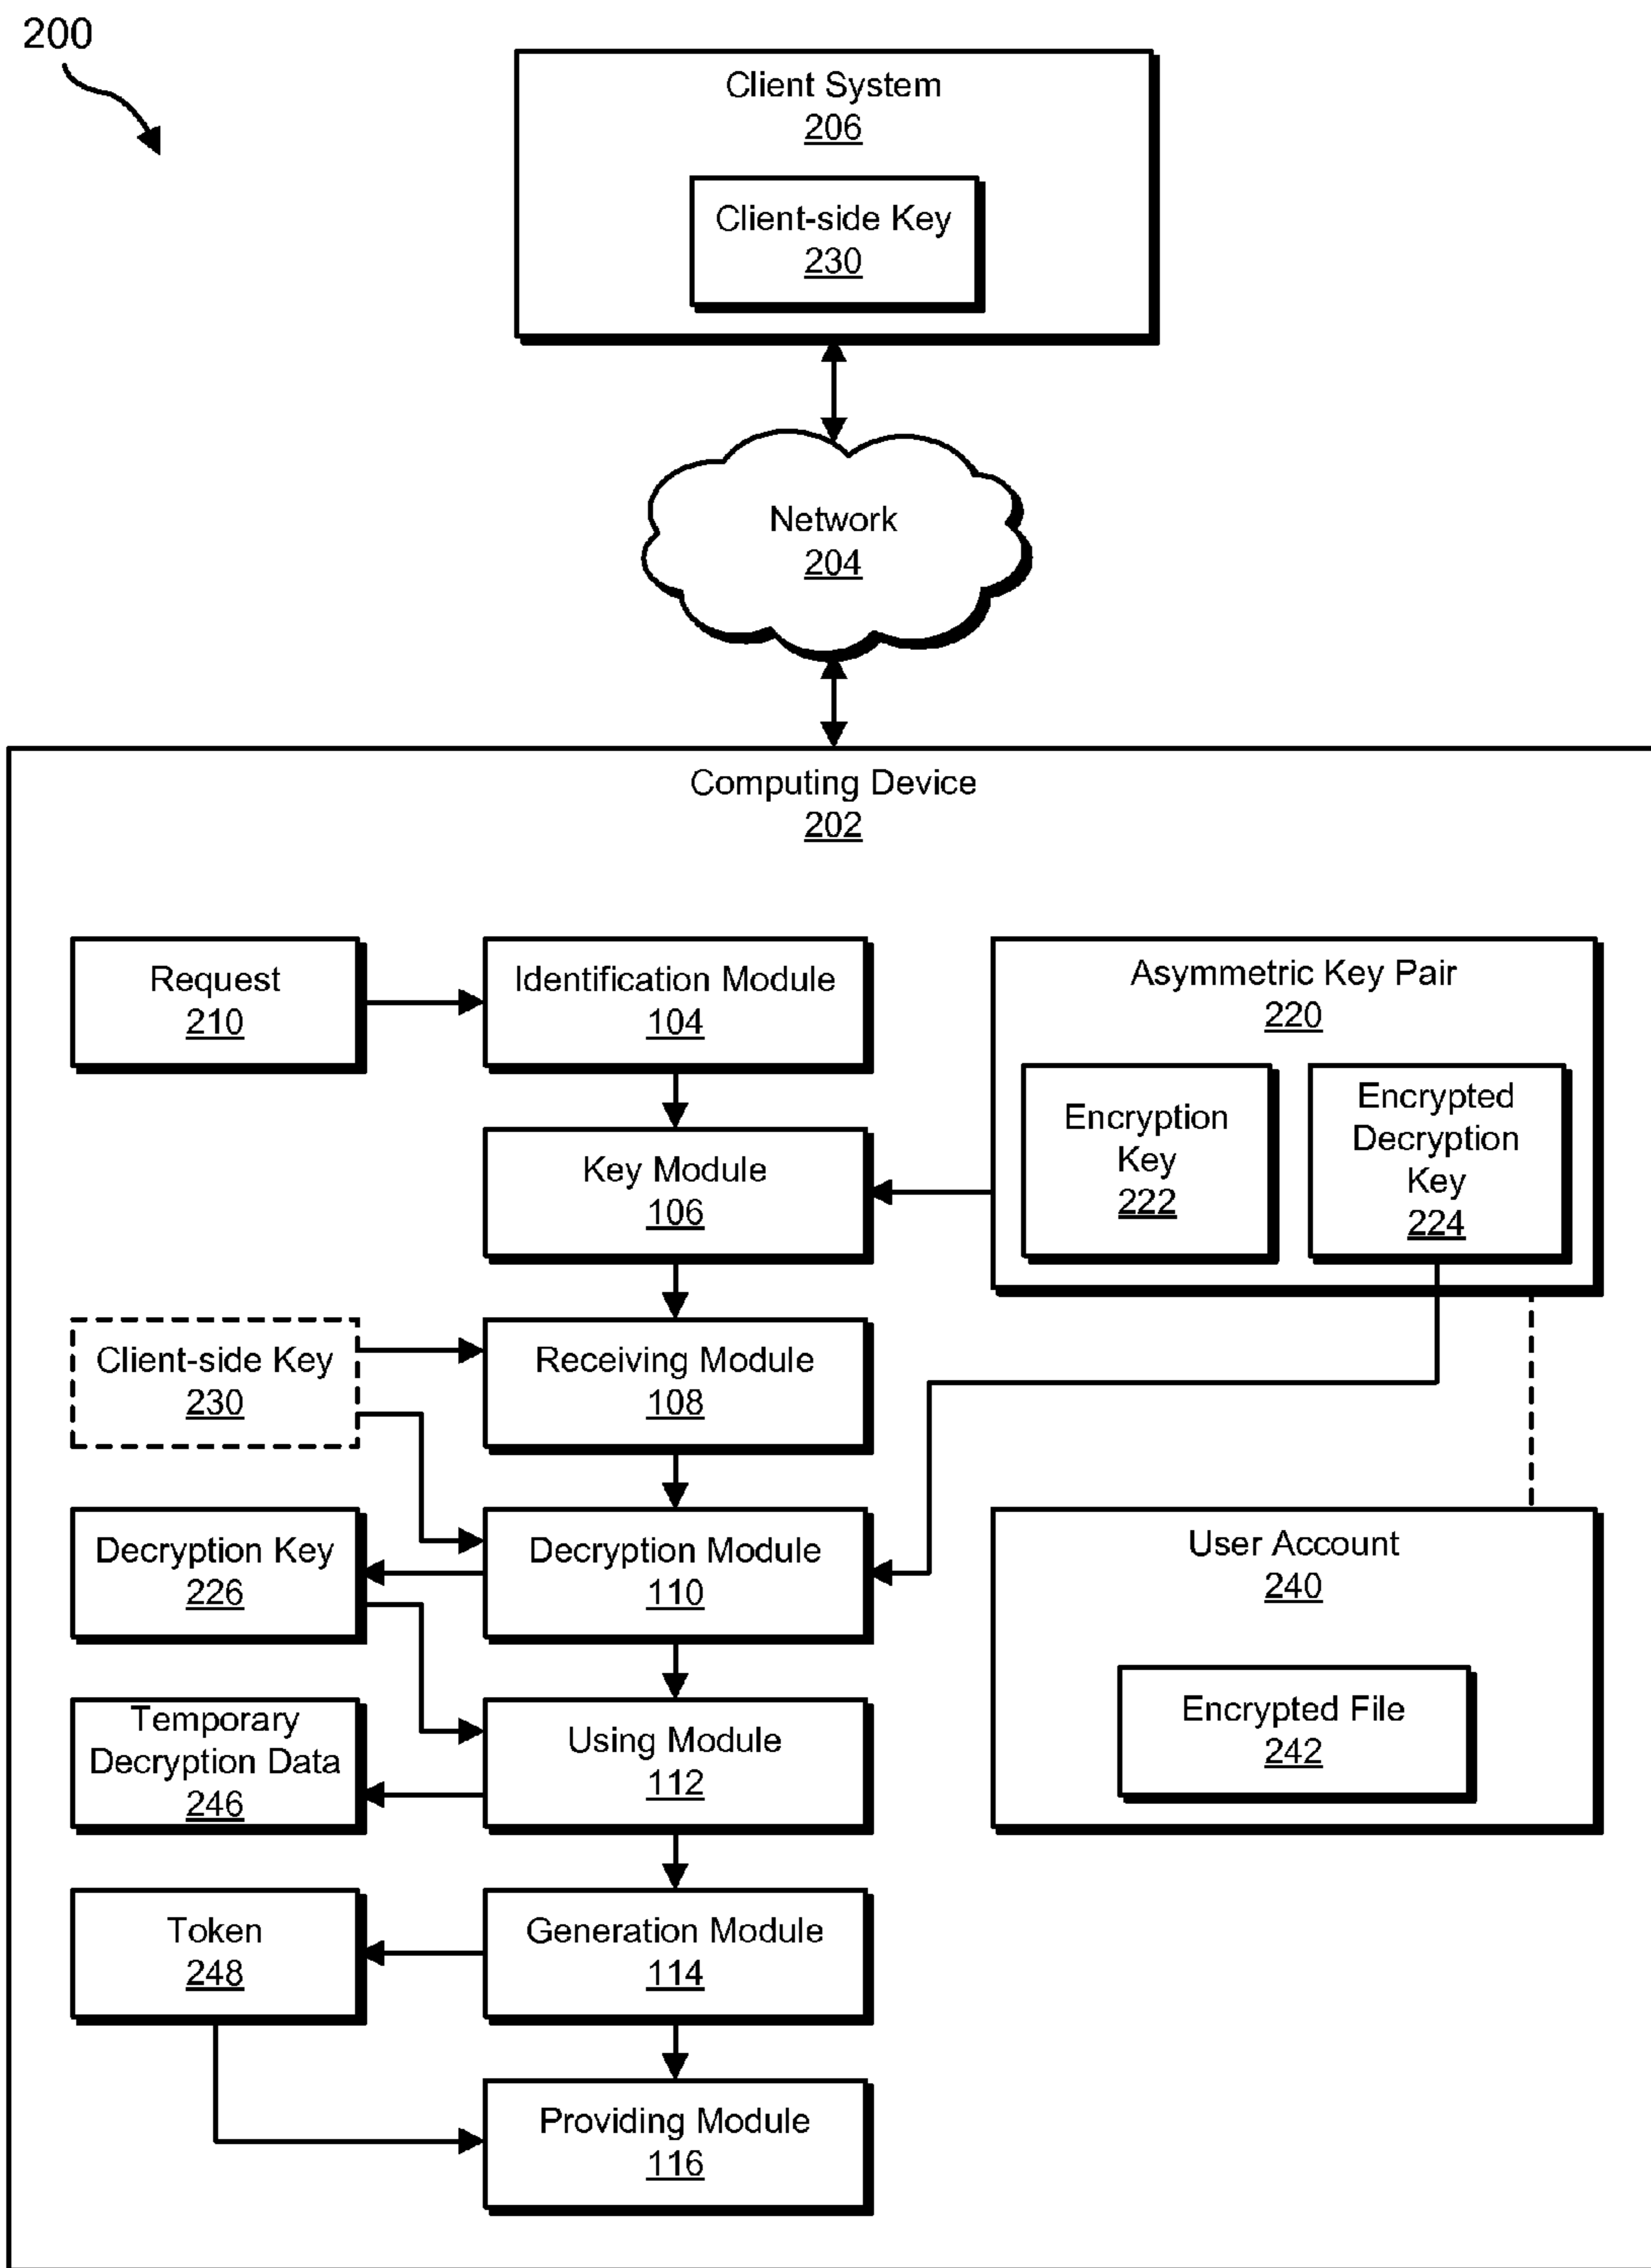 200
Client System
206
Client-side Key
230
Network
204
Computing Device
202
Request
210
Identification Module
104
Asymmetric Key Pair
220
Encryption
Key
222
Encrypted
Decryption
Key
224
Key Module
106
Client-side Key
230
Receiving Module
108
Decryption Key
226
Decryption Module
110
User Account
240
Encrypted File
242
Temporary
Decryption Data
246
Using Module
112
Token
248
Generation Module
114
Providing Module
116